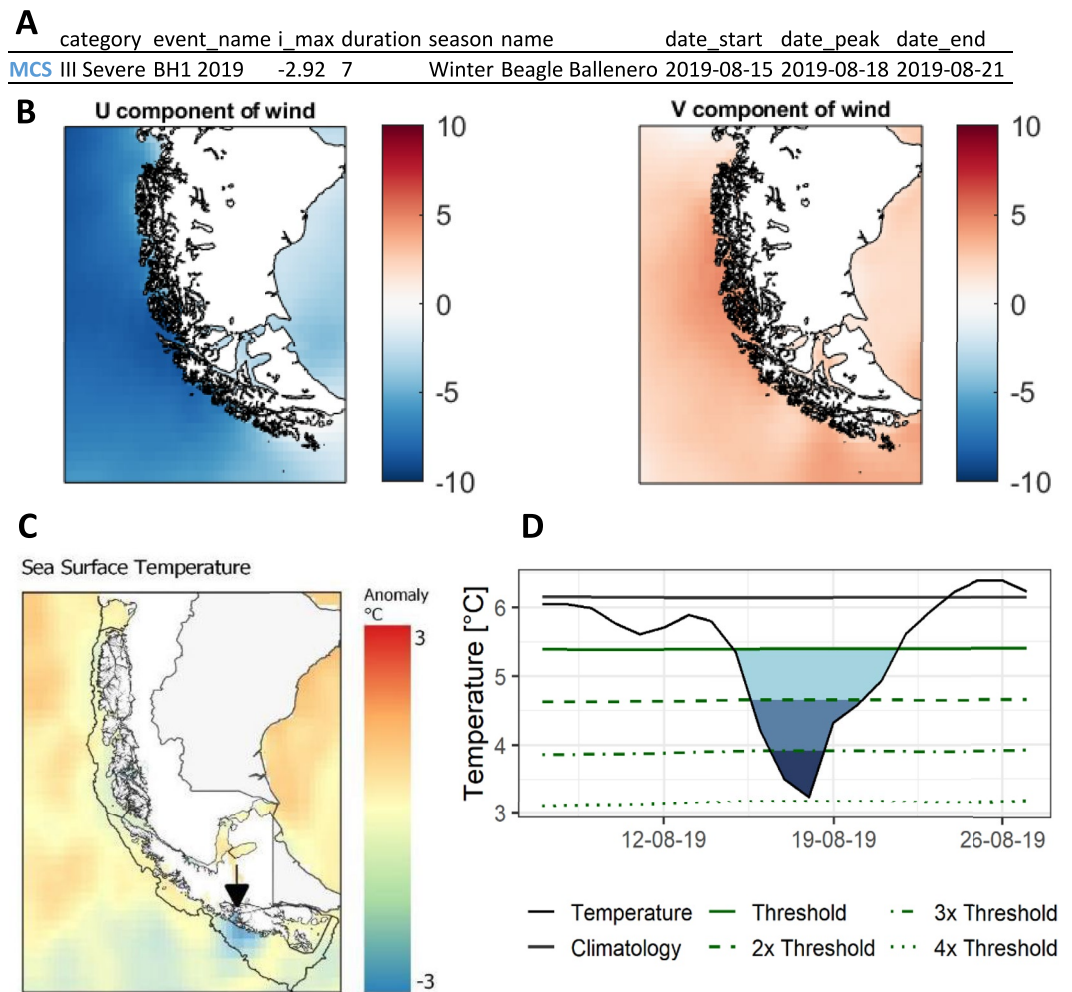 A
category event_name i_max duration season name date_start date_peak date_end
MCS III Severe BH1 2019 -2.92 7 Winter Beagle Ballenero 2019-08-15 2019-08-18 2019-08-21
B
U component of wind
10
5
0
-5
-10
V component of wind
10
5
0
-5
-10
C
Sea Surface Temperature
Anomaly
°C
3
-3
D
Temperature [°C]
6
5
4
3
12-08-19 19-08-19 26-08-19
Temperature Threshold 3x Threshold
Climatology 2x Threshold 4x Threshold